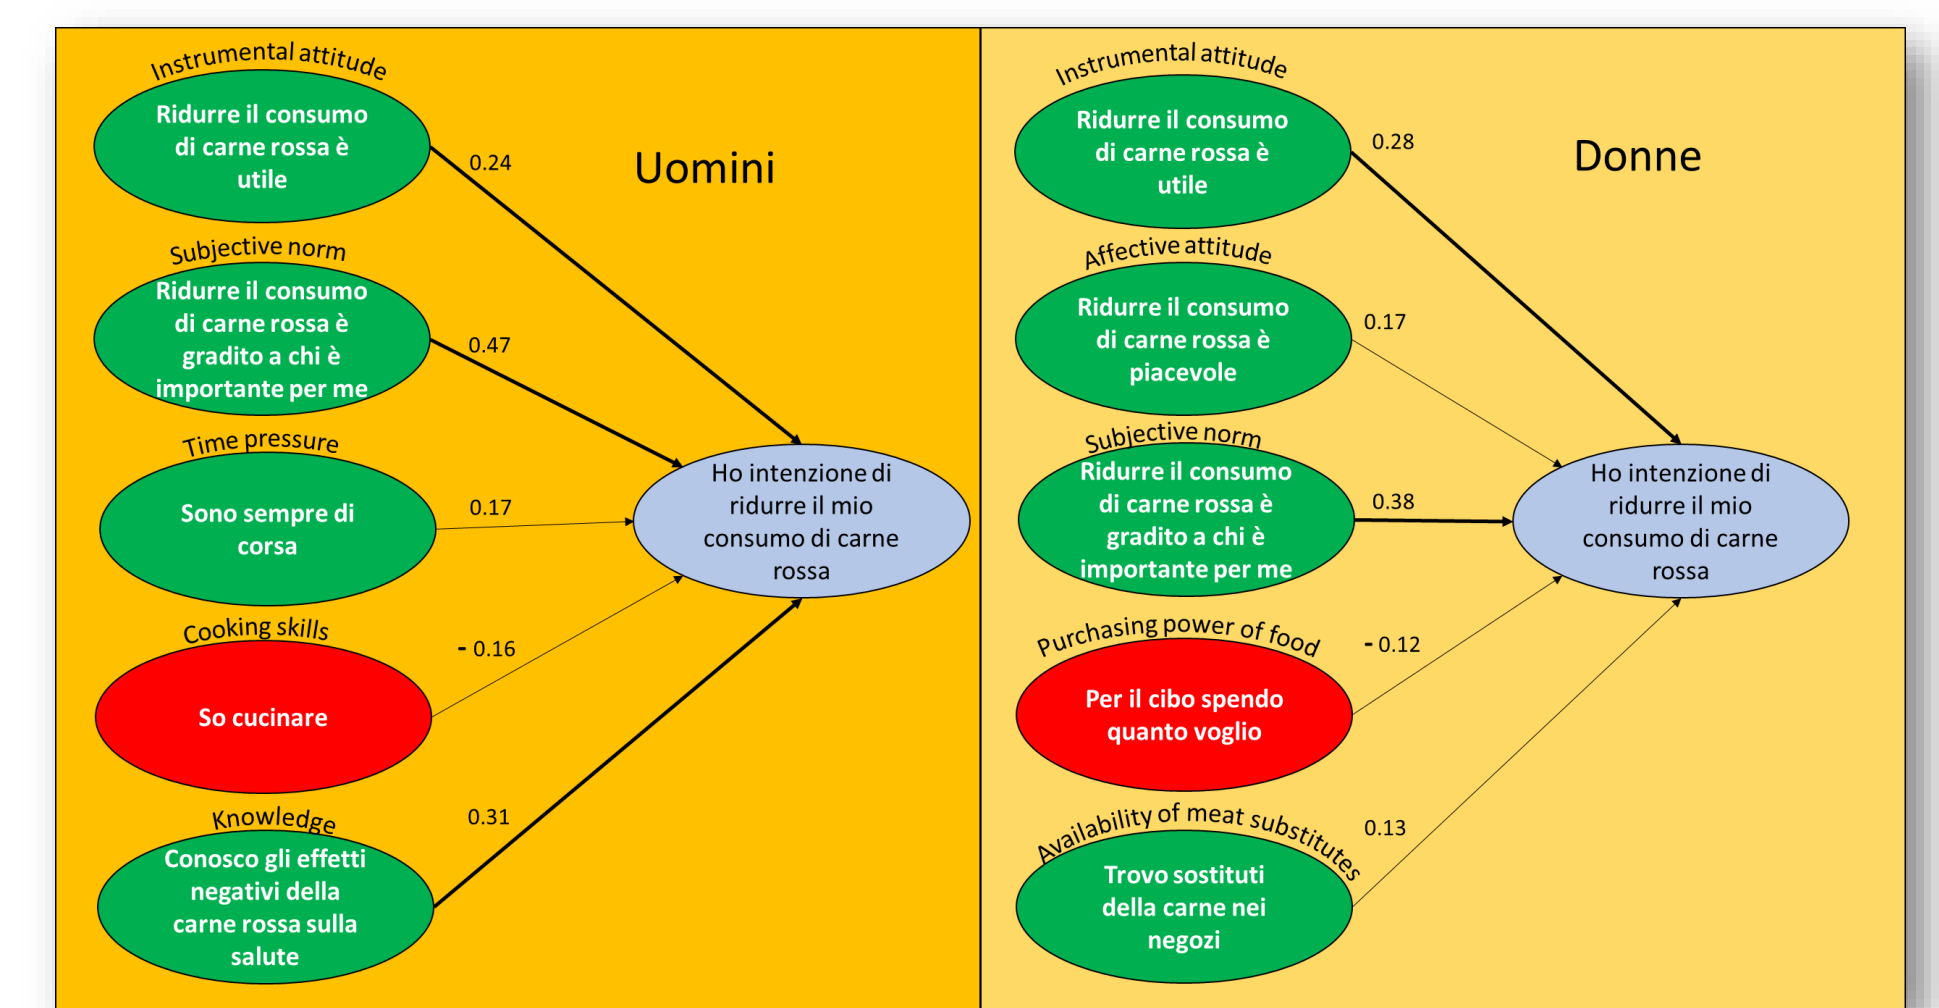 Uomini
Instrumental attitude
Ridurre il consumo
di carne rossa è
utile
0.24
Subjective norm
Ridurre il consumo
di carne rossa è
gradito a chi è
importante per me
0.47
Time pressure
Sono sempre di
corsa
0.17
Cooking skills
So cucinare
- 0.16
Knowledge
Conosco gli effetti
negativi della
carne rossa sulla
salute
0.31
Ho intenzione di
ridurre il mio
consumo di carne
rossa
Donne
Instrumental attitude
Ridurre il consumo
di carne rossa è
utile
0.28
Affective attitude
Ridurre il consumo
di carne rossa è
piacevole
0.17
Subjective norm
Ridurre il consumo
di carne rossa è
gradito a chi è
importante per me
0.38
Purchasing power of food
Per il cibo spendo
quanto voglio
- 0.12
Availability of meat substitutes
Trovo sostituti
della carne nei
negozi
0.13
Ho intenzione di
ridurre il mio
consumo di carne
rossa